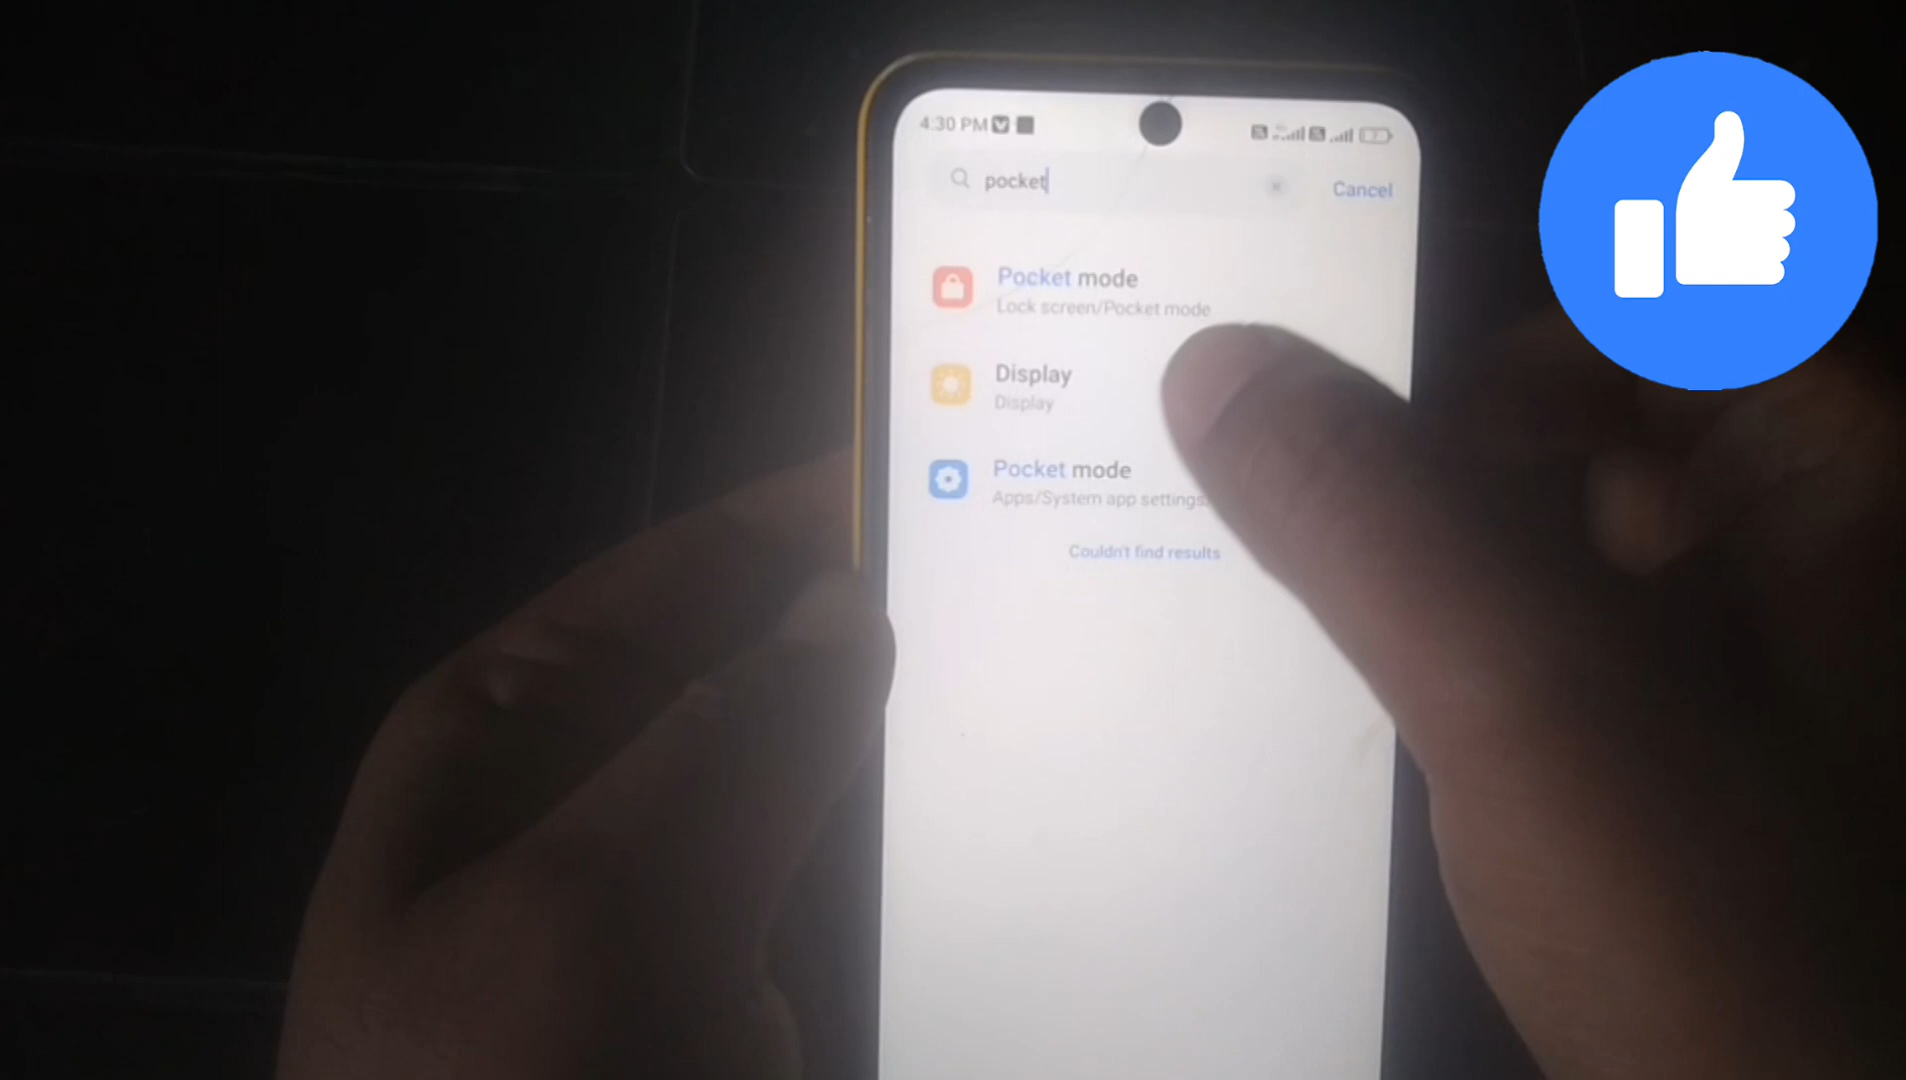 4:30 PM
pocket
Cancel
Pocket mode
Lock screen/Pocket mode
Display
Display
Pocket mode
Apps/System app settings
Couldn't find results